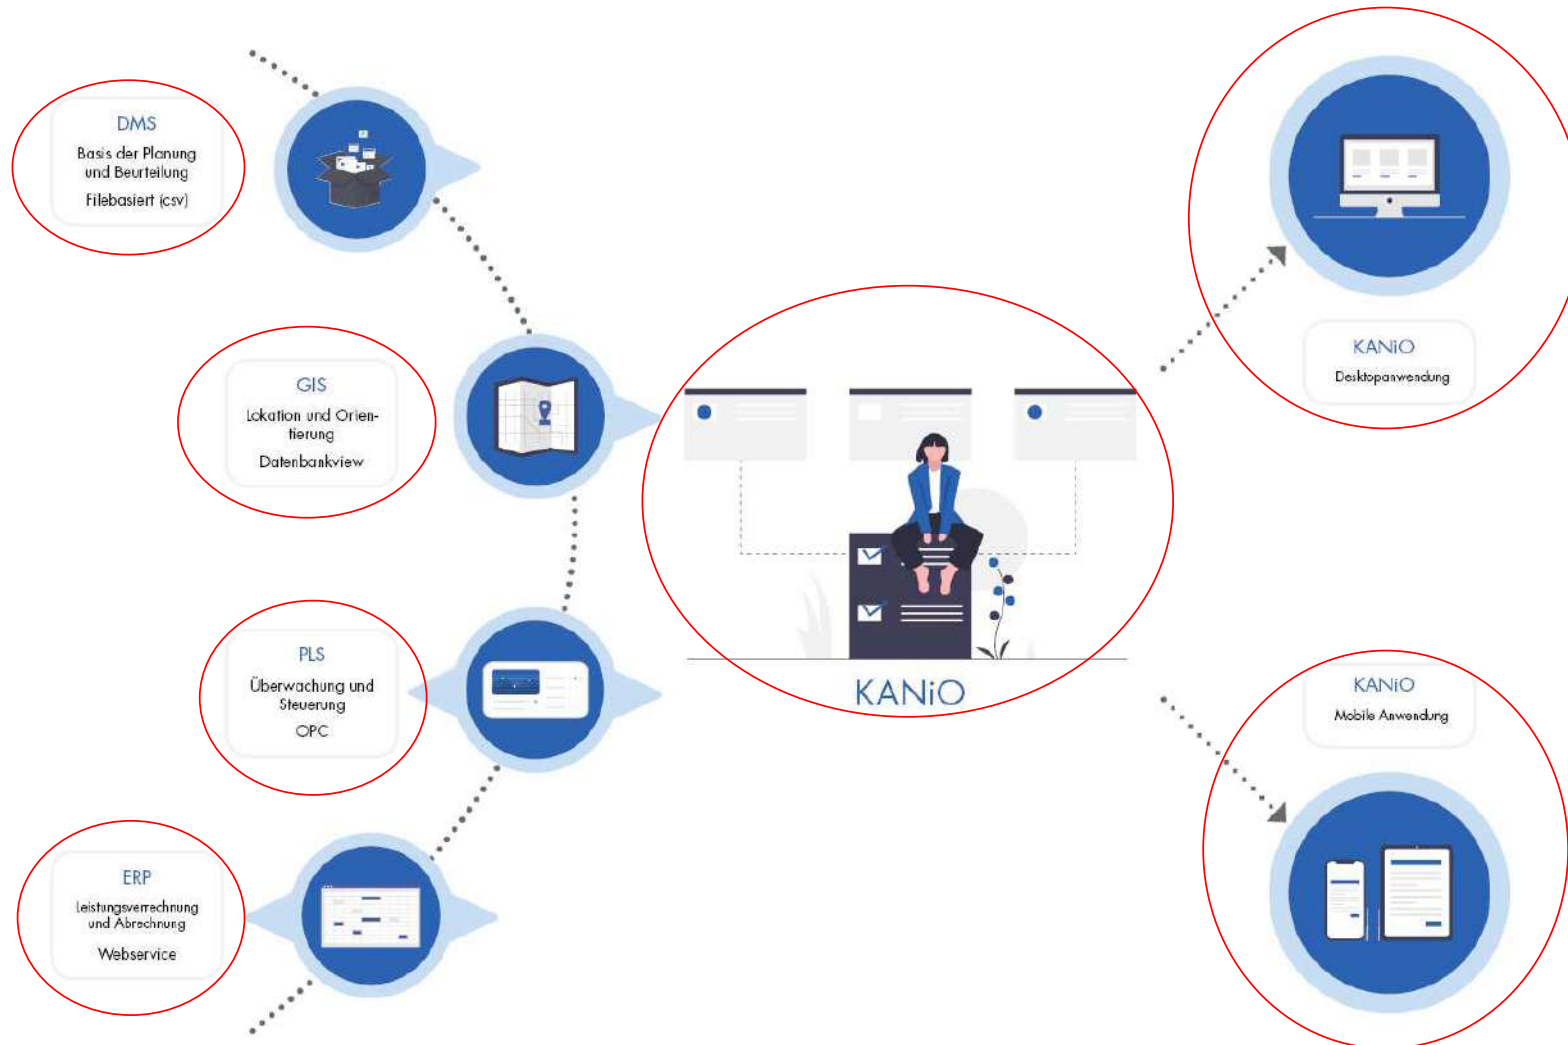 DMS
Basis der Planung
und Beurteilung
Filebasiert (csv)
GIS
Lokation und Orien-
tierung
Datenbankview
PLS
Überwachung und
Steuerung
OPC
ERP
Leistungsverrechnung
und Abrechnung
Webservice
KANiO
KANiO
Desktopanwendung
KANiO
Mobile Anwendung